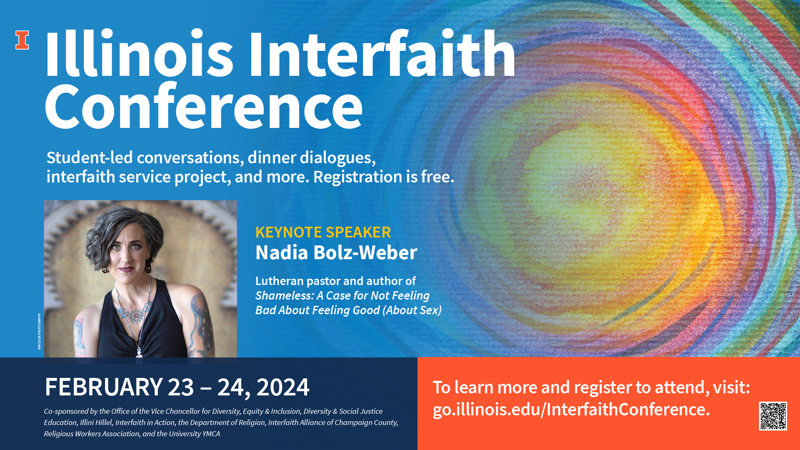 I
Illinois Interfaith
Conference
Student-led conversations, dinner dialogues,
interfaith service project, and more. Registration is free.
KEYNOTE SPEAKER
Nadia Bolz-Weber
Lutheran pastor and author of
Shameless: A Case for Not Feeling
Bad About Feeling Good (About Sex)
FEBRUARY 23 – 24, 2024
Co-sponsored by the Office of the Vice Chancellor for Diversity, Equity & Inclusion, Diversity & Social Justice
Education, Illini Hillel, Interfaith in Action, the Department of Religion, Interfaith Alliance of Champaign County,
Religious Workers Association, and the University YMCA
To learn more and register to attend, visit:
go.illinois.edu/InterfaithConference.